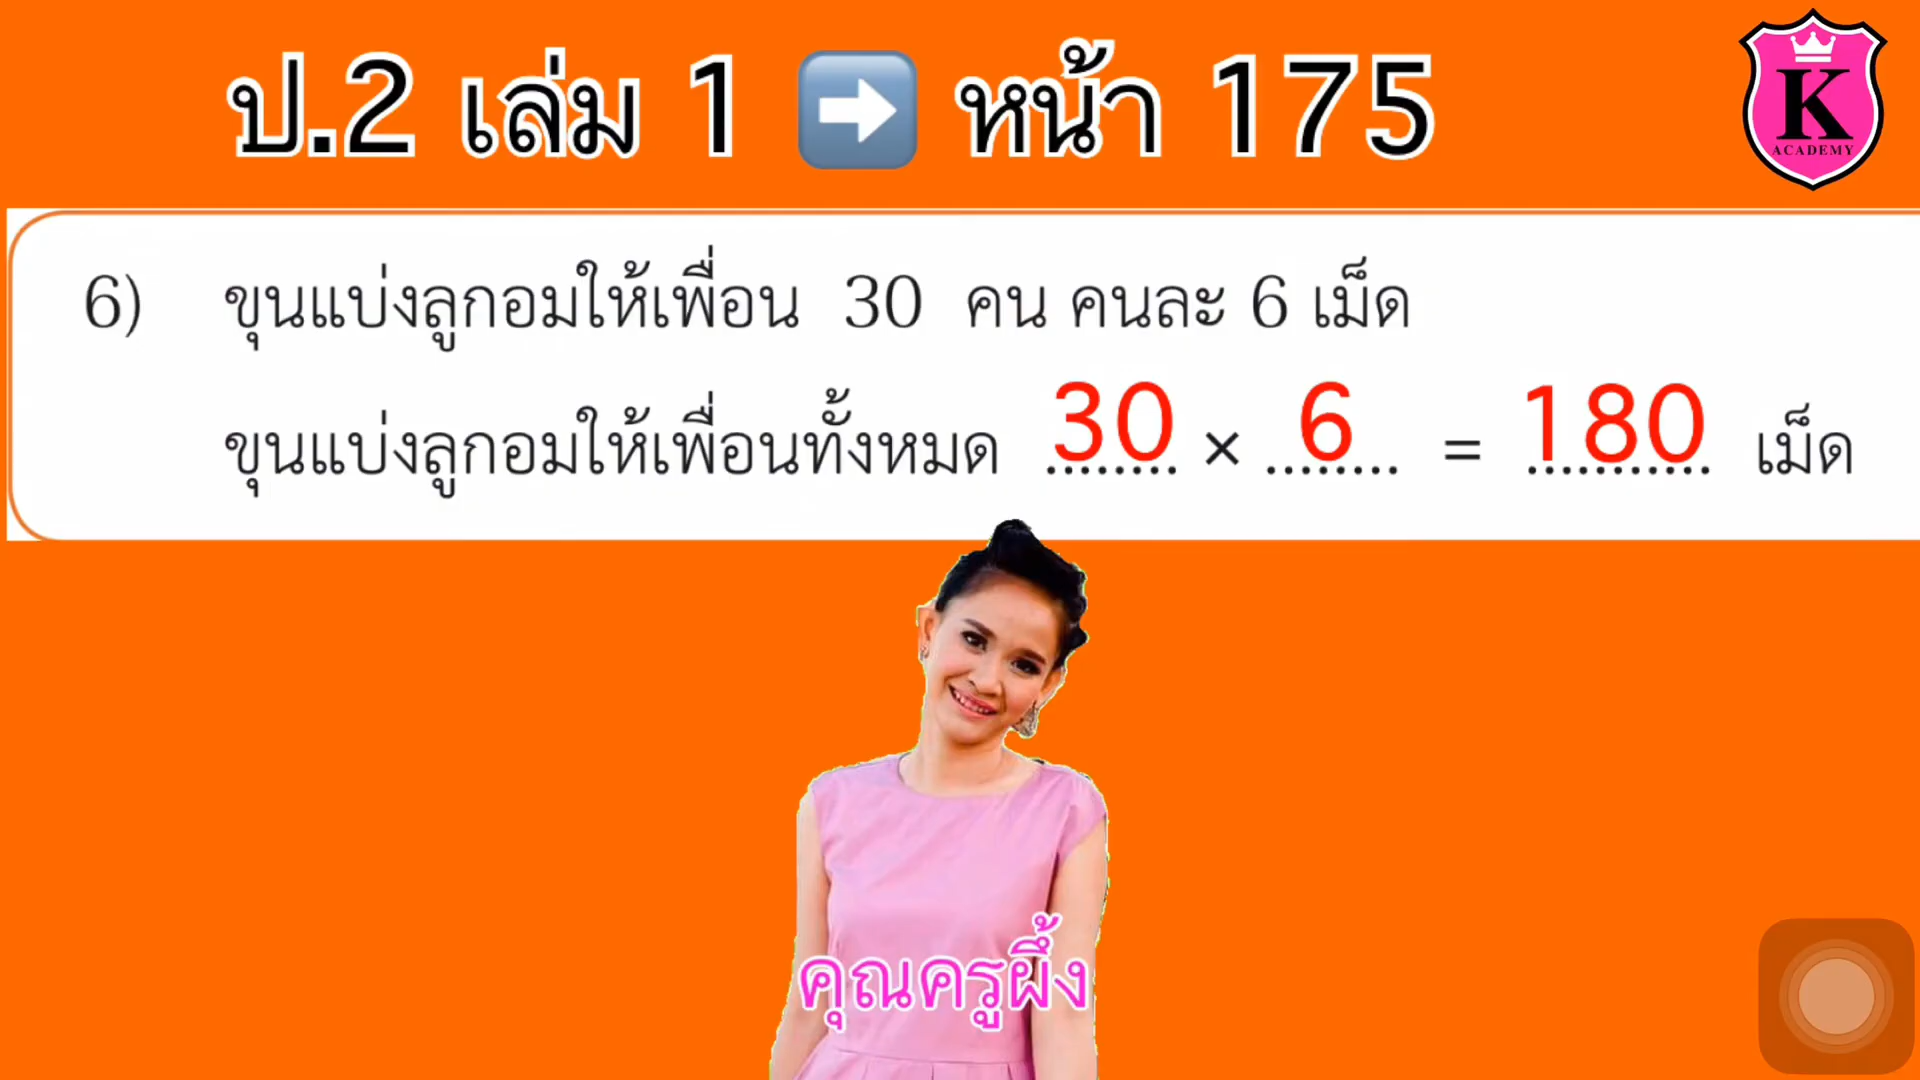 ป.2 เล่ม 1 ➡ หน้า 175
K
ACADEMY
6) ขุนแบ่งลูกอมให้เพื่อน 30 คน คนละ 6 เม็ด
ขุนแบ่งลูกอมให้เพื่อนทั้งหมด 30 × 6 = 180 เม็ด
คุณครูผึ้ง